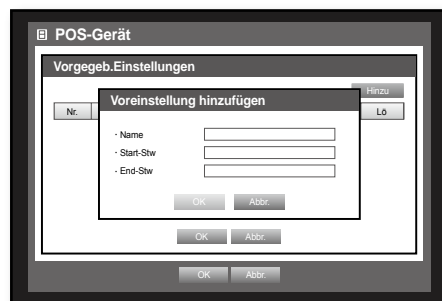 POS-Gerät
Vorgegeb.Einstellungen
Hinzu
Nr.
Lö
Voreinstellung hinzufügen
· Name
· Start-Stw
· End-Stw
OK Abbr.
OK Abbr.
OK Abbr.